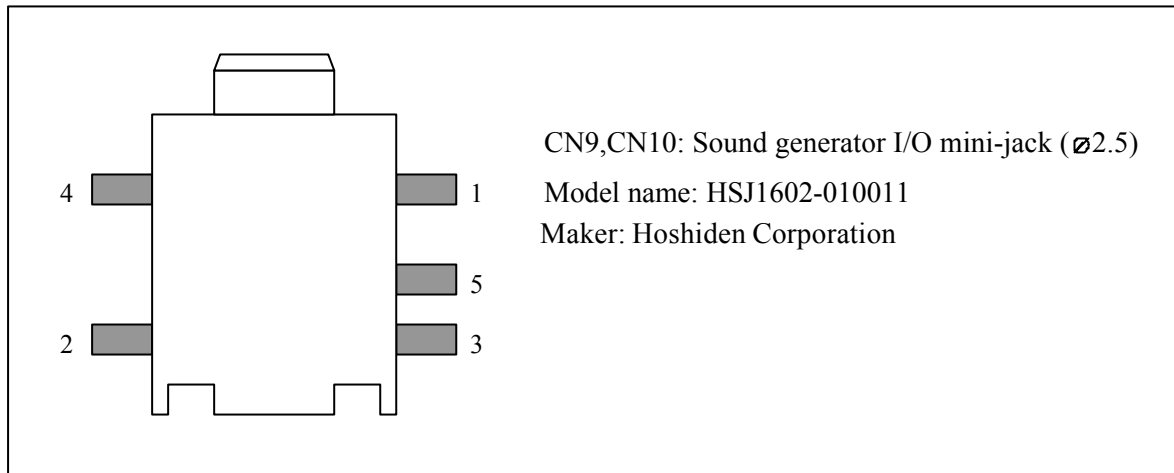 CN9,CN10: Sound generator I/O mini-jack (ø2.5)
4
1
Model name: HSJ1602-010011
Maker: Hoshiden Corporation
5
2
3